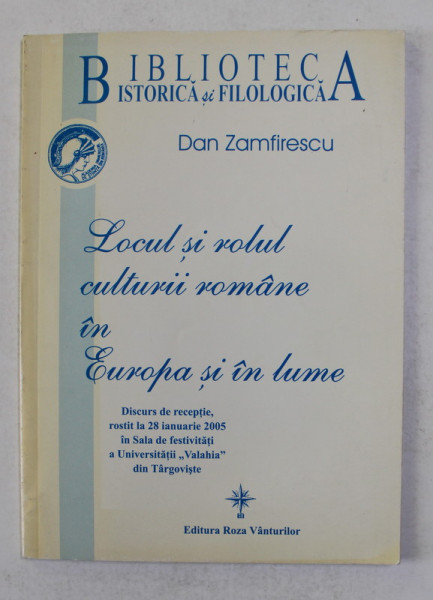 BIBLIOTECA
ISTORICĂ și FILOLOGICĂ
Dan Zamfirescu
Locul și rolul
culturii române
în
Europa și în lume
Discurs de recepție,
rostit la 28 ianuarie 2005
în Sala de festivități
a Universității „Valahia”
din Târgoviște
Editura Roza Vânturilor